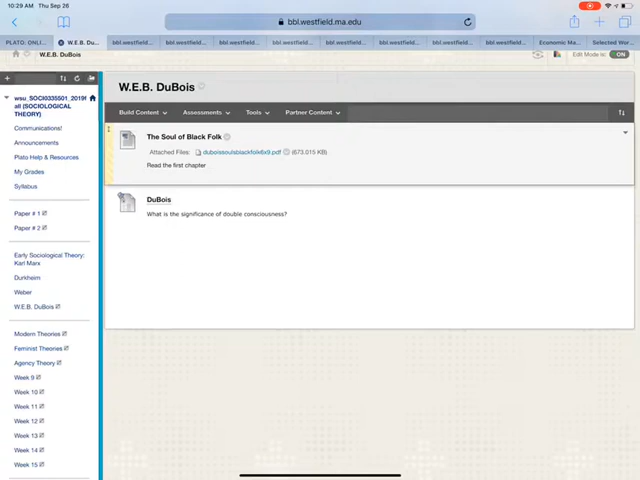 10:29 AM Thu Sep 26
bbl.westfield.ma.edu
PLATO: ONLI...
W.E.B. Du...
bbl.westfield...
bbl.westfield...
bbl.westfield...
bbl.westfield...
bbl.westfield...
bbl.westfield...
bbl.westfield...
bbl.westfield...
Economic Ma...
Selected Wor...
W.E.B. DuBois
Edit Mode is: ON
wsu_SOCI0335501_2019f
all (SOCIOLOGICAL
THEORY)
Communications!
Announcements
Plato Help & Resources
My Grades
Syllabus
Paper # 1
Paper # 2
Early Sociological Theory:
Karl Marx
Durkheim
Weber
W.E.B. DuBois
Modern Theories
Feminist Theories
Agency Theory
Week 9
Week 10
Week 11
Week 12
Week 13
Week 14
Week 15
W.E.B. DuBois
Build Content
Assessments
Tools
Partner Content
The Soul of Black Folk
Attached Files: duboissoulsblackfolk6x9.pdf (673.015 KB)
Read the first chapter
DuBois
What is the significance of double consciousness?